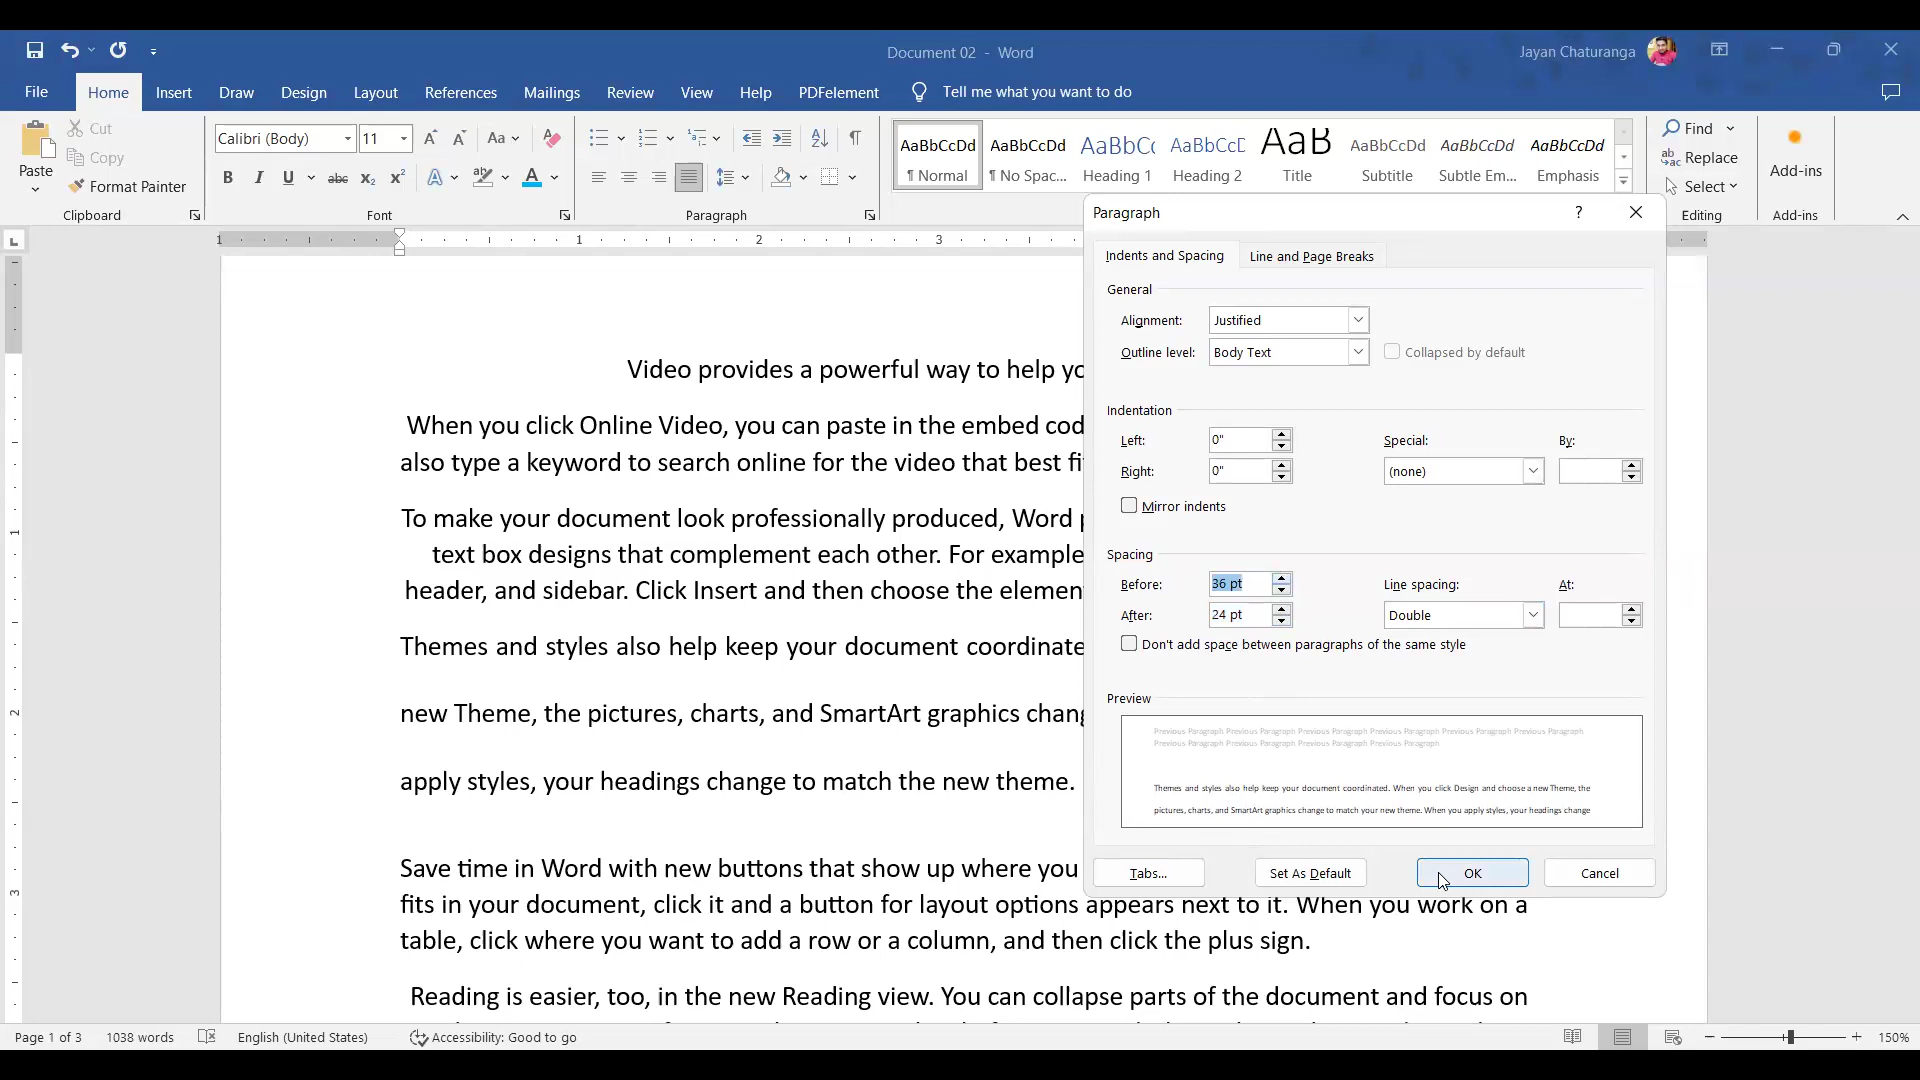 Document 02 - Word
Jayan Chaturanga
File Home Insert Draw Design Layout References Mailings Review View Help PDFelement Tell me what you want to do
Paste
Cut
Copy
Format Painter
Clipboard
Calibri (Body) 11
Aa
B I U abc x₂ x² A A
Font
Paragraph
AaBbCcDd AaBbCcDd AaBbCc AaBbCcE AaB AaBbCcDd AaBbCcDd AaBbCcDd
¶ Normal ¶ No Spac... Heading 1 Heading 2 Title Subtitle Subtle Em... Emphasis
Find
Replace
Select
Editing
Add-ins
Add-ins
1 1 2 3
Video provides a powerful way to help yo
When you click Online Video, you can paste in the embed cod
also type a keyword to search online for the video that best fi
To make your document look professionally produced, Word p
text box designs that complement each other. For example
header, and sidebar. Click Insert and then choose the elemen
Themes and styles also help keep your document coordinate
new Theme, the pictures, charts, and SmartArt graphics chang
apply styles, your headings change to match the new theme.
Save time in Word with new buttons that show up where you
fits in your document, click it and a button for layout options appears next to it. When you work on a
table, click where you want to add a row or a column, and then click the plus sign.
Reading is easier, too, in the new Reading view. You can collapse parts of the document and focus on
1
2
3
Paragraph ?
Indents and Spacing Line and Page Breaks
General
Alignment: Justified
Outline level: Body Text Collapsed by default
Indentation
Left: 0" Special: By:
Right: 0" (none)
Mirror indents
Spacing
Before: 36 pt Line spacing: At:
After: 24 pt Double
Don't add space between paragraphs of the same style
Preview
Previous Paragraph Previous Paragraph Previous Paragraph Previous Paragraph Previous Paragraph Previous Paragraph
Previous Paragraph Previous Paragraph Previous Paragraph Previous Paragraph
Themes and styles also help keep your document coordinated. When you click Design and choose a new Theme, the
pictures, charts, and SmartArt graphics change to match your new theme. When you apply styles, your headings change
Tabs... Set As Default OK Cancel
Page 1 of 3 1038 words English (United States) Accessibility: Good to go 150%